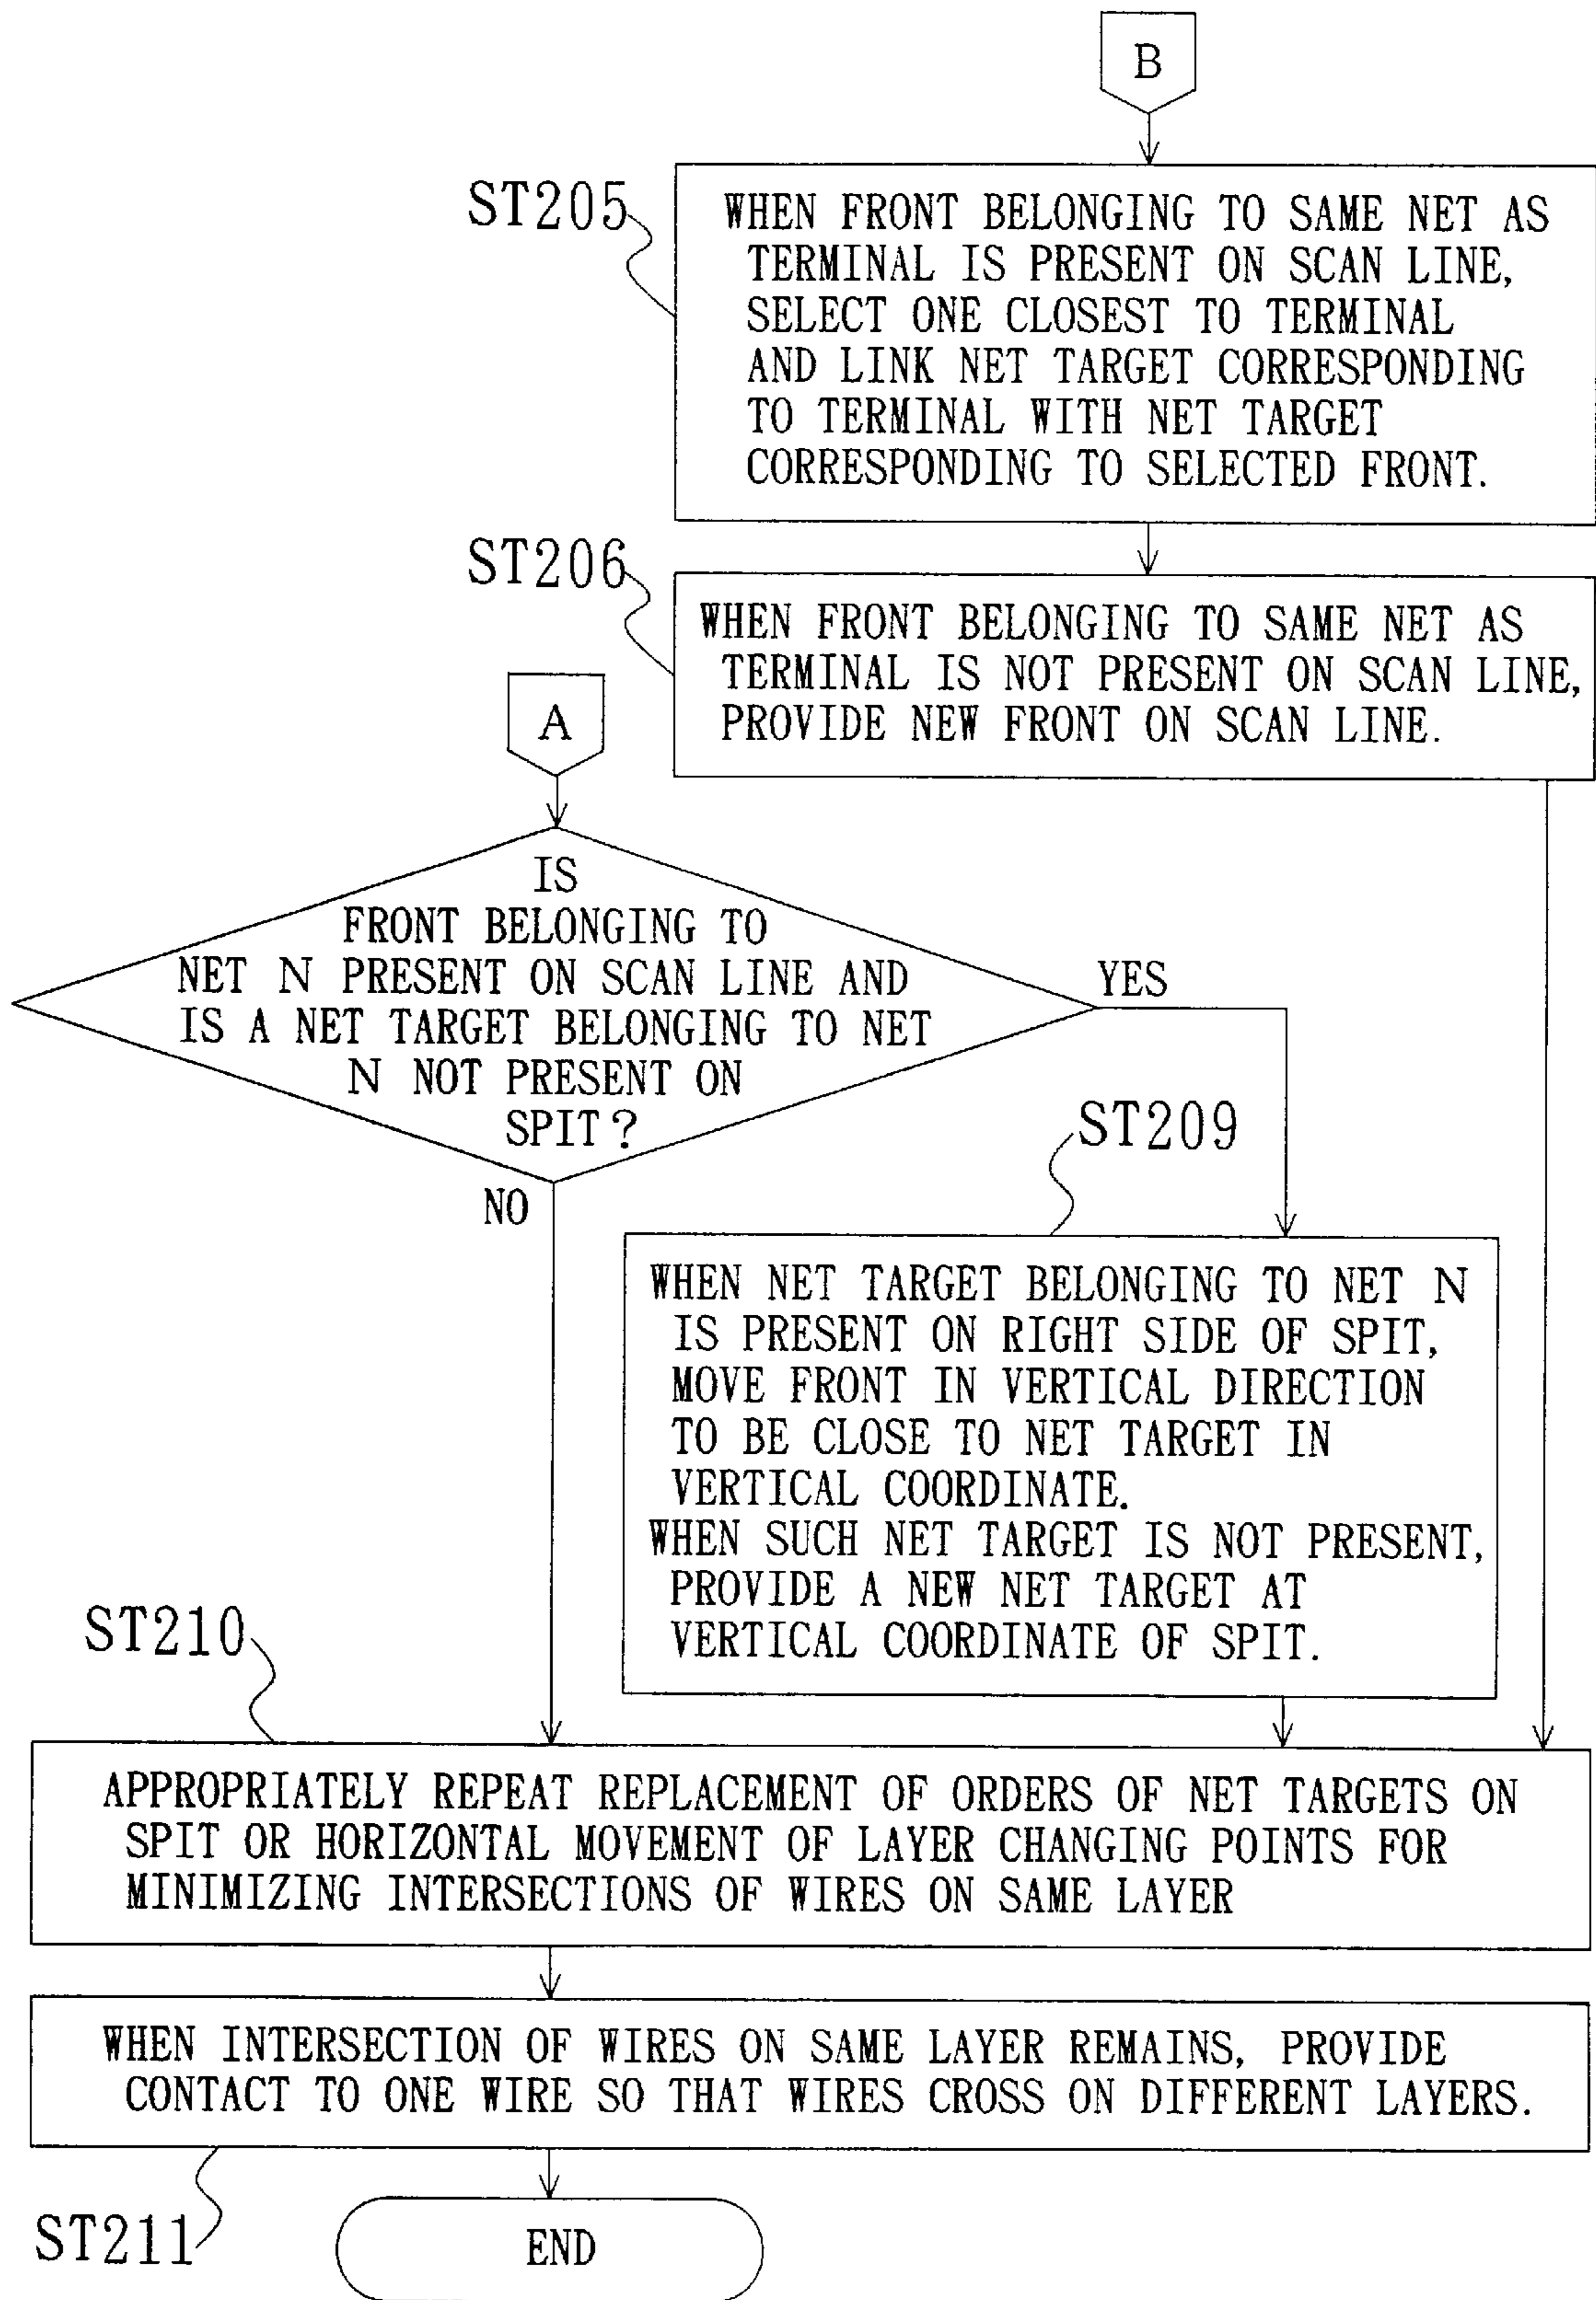 B
ST205
WHEN FRONT BELONGING TO SAME NET AS
TERMINAL IS PRESENT ON SCAN LINE,
SELECT ONE CLOSEST TO TERMINAL
AND LINK NET TARGET CORRESPONDING
TO TERMINAL WITH NET TARGET
CORRESPONDING TO SELECTED FRONT.
ST206
WHEN FRONT BELONGING TO SAME NET AS
TERMINAL IS NOT PRESENT ON SCAN LINE,
PROVIDE NEW FRONT ON SCAN LINE.
A
IS
FRONT BELONGING TO
NET N PRESENT ON SCAN LINE AND
IS A NET TARGET BELONGING TO NET
N NOT PRESENT ON
SPIT?
YES
NO
ST209
WHEN NET TARGET BELONGING TO NET N
IS PRESENT ON RIGHT SIDE OF SPIT,
MOVE FRONT IN VERTICAL DIRECTION
TO BE CLOSE TO NET TARGET IN
VERTICAL COORDINATE.
WHEN SUCH NET TARGET IS NOT PRESENT,
PROVIDE A NEW NET TARGET AT
VERTICAL COORDINATE OF SPIT.
ST210
APPROPRIATELY REPEAT REPLACEMENT OF ORDERS OF NET TARGETS ON
SPIT OR HORIZONTAL MOVEMENT OF LAYER CHANGING POINTS FOR
MINIMIZING INTERSECTIONS OF WIRES ON SAME LAYER
WHEN INTERSECTION OF WIRES ON SAME LAYER REMAINS, PROVIDE
CONTACT TO ONE WIRE SO THAT WIRES CROSS ON DIFFERENT LAYERS.
ST211
END